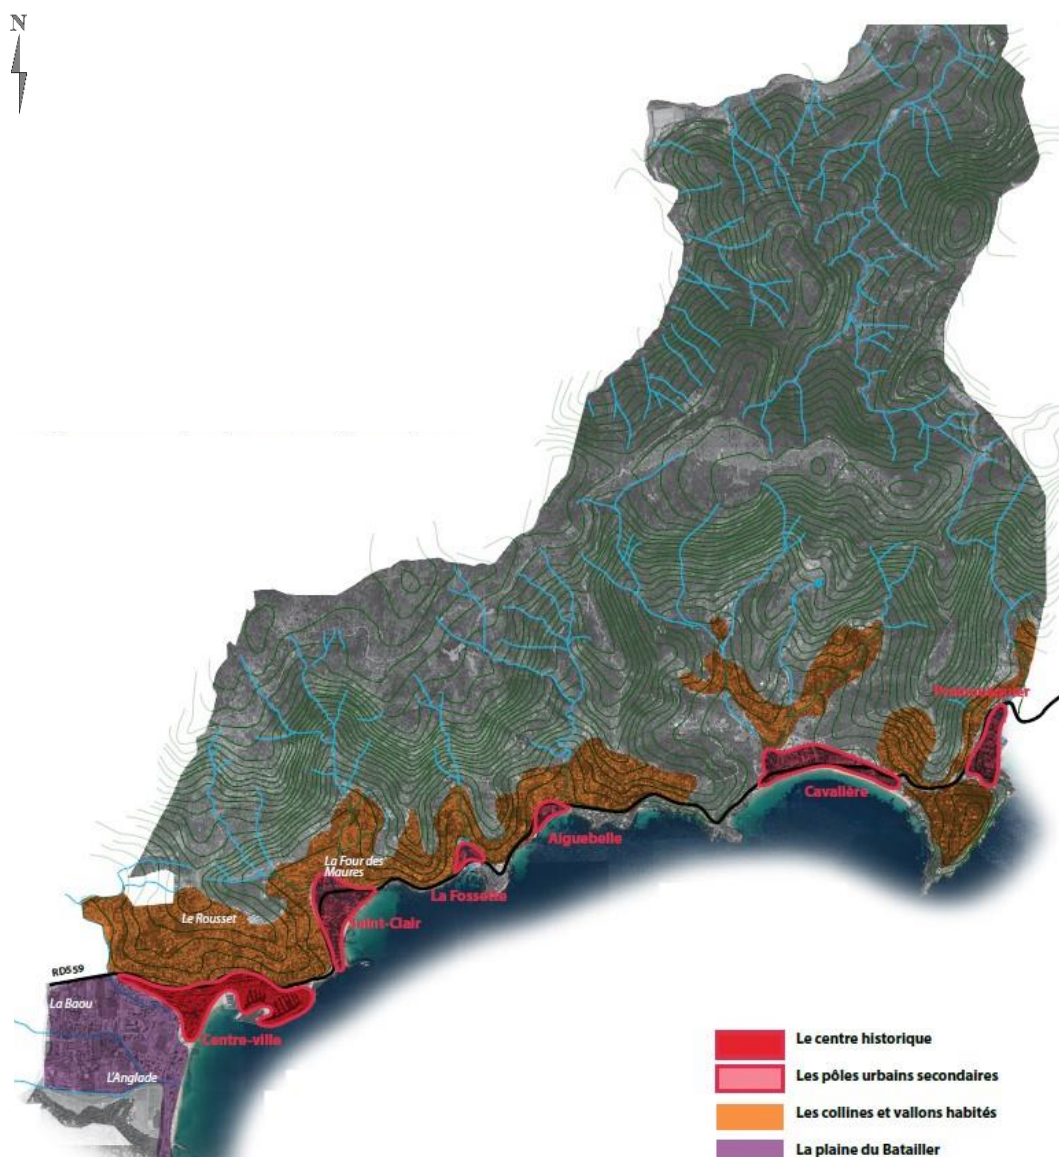 N
Pramousquier
Cavalière
Aiguebelle
La Four des
Maures
La Fossette
Le Rousset
Saint-Clair
RD559
La Baou
Centre-ville
L'Anglade
Le centre historique
Les pôles urbains secondaires
Les collines et vallons habités
La plaine du Batailler